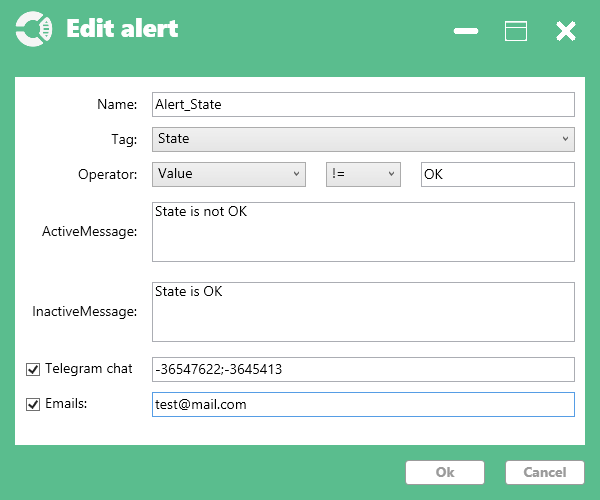 Edit alert
Name: Alert_State
Tag: State
Operator: Value != OK
ActiveMessage: State is not OK
InactiveMessage: State is OK
Telegram chat -36547622;-3645413
Emails: test@mail.com
Ok Cancel